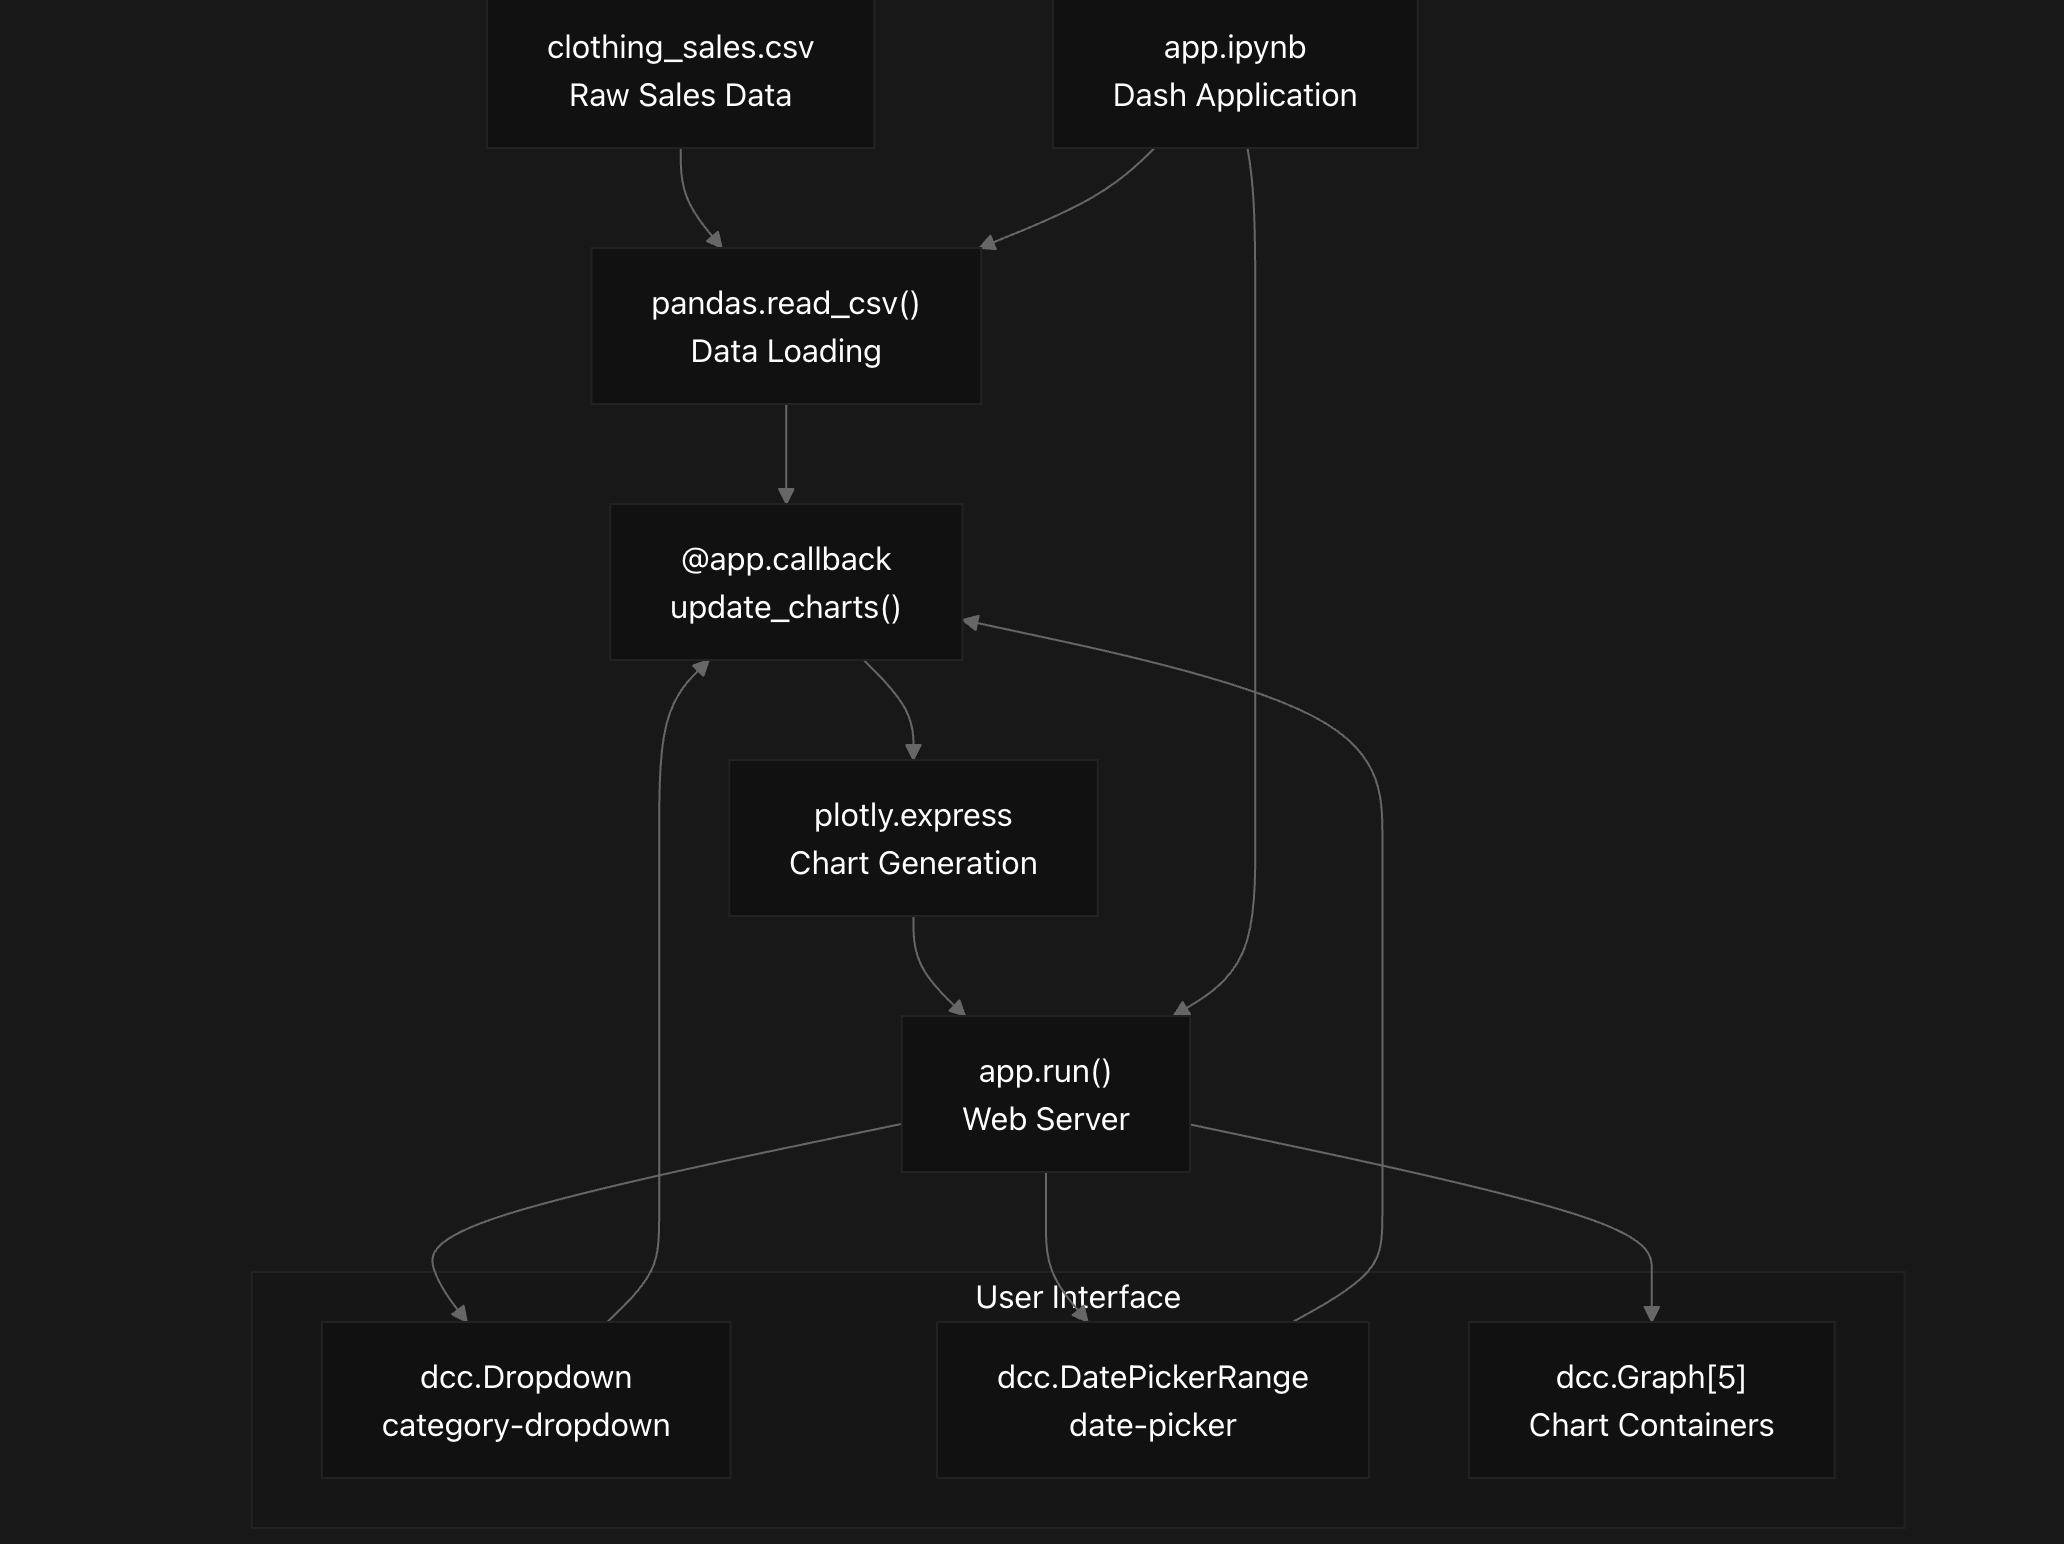 clothing_sales.csv
Raw Sales Data
app.ipynb
Dash Application
pandas.read_csv()
Data Loading
@app.callback
update_charts()
plotly.express
Chart Generation
app.run()
Web Server
User Interface
dcc.Dropdown
category-dropdown
dcc.DatePickerRange
date-picker
dcc.Graph[5]
Chart Containers